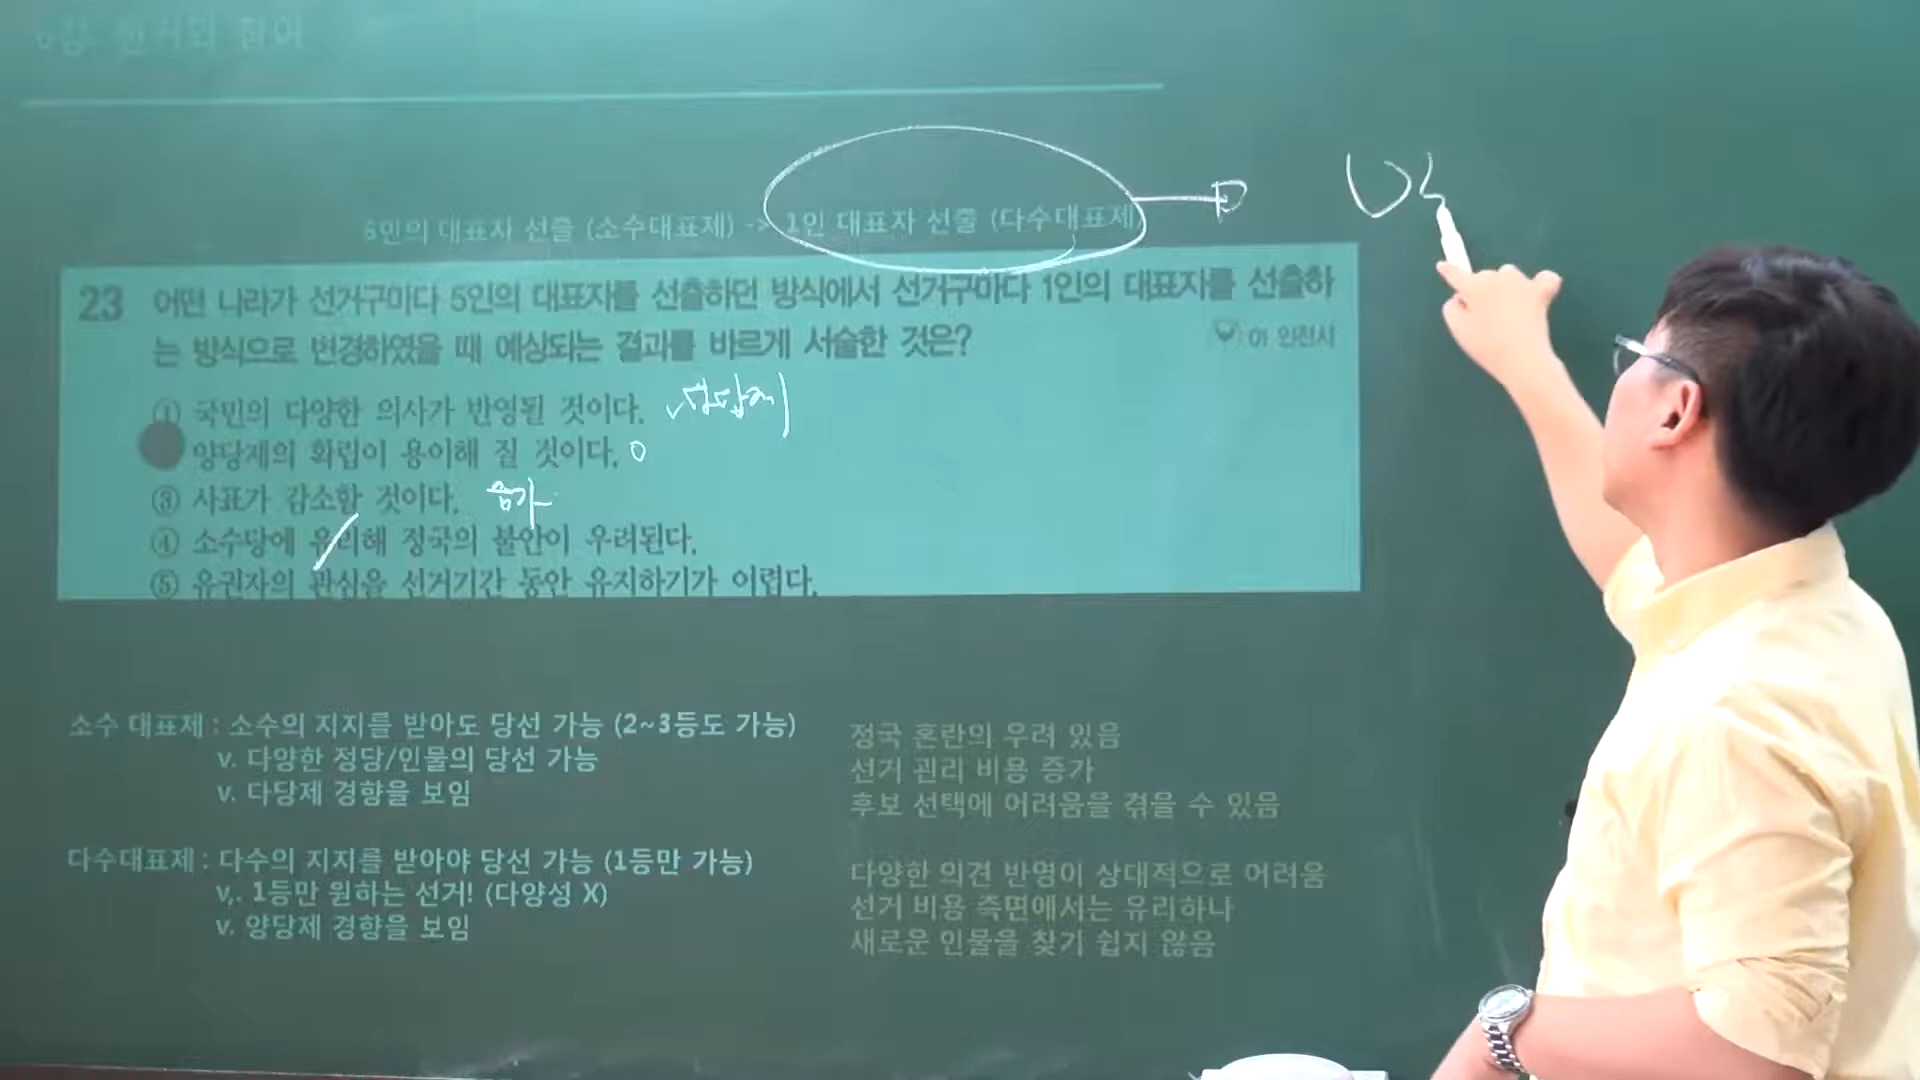 6강. 선거와 참여
5인의 대표자 선출 (소수대표제) -> 1인 대표자 선출 (다수대표제)
23 어떤 나라가 선거구마다 5인의 대표자를 선출하던 방식에서 선거구마다 1인의 대표자를 선출하
는 방식으로 변경하였을 때 예상되는 결과를 바르게 서술한 것은?
01 인천시
① 국민의 다양한 의사가 반영될 것이다.
양당제의 확립이 용이해 질 것이다. O
③ 사표가 감소할 것이다. 증가
④ 소수당에 유리해 정국의 불안이 우려된다.
⑤ 유권자의 관심을 선거기간 동안 유지하기가 어렵다.
소수 대표제 : 소수의 지지를 받아도 당선 가능 (2~3등도 가능)
v. 다양한 정당/인물의 당선 가능
v. 다당제 경향을 보임
정국 혼란의 우려 있음
선거 관리 비용 증가
후보 선택에 어려움을 겪을 수 있음
다수대표제 : 다수의 지지를 받아야 당선 가능 (1등만 가능)
v,. 1등만 원하는 선거! (다양성 X)
v. 양당제 경향을 보임
다양한 의견 반영이 상대적으로 어려움
선거 비용 측면에서는 유리하나
새로운 인물을 찾기 쉽지 않음